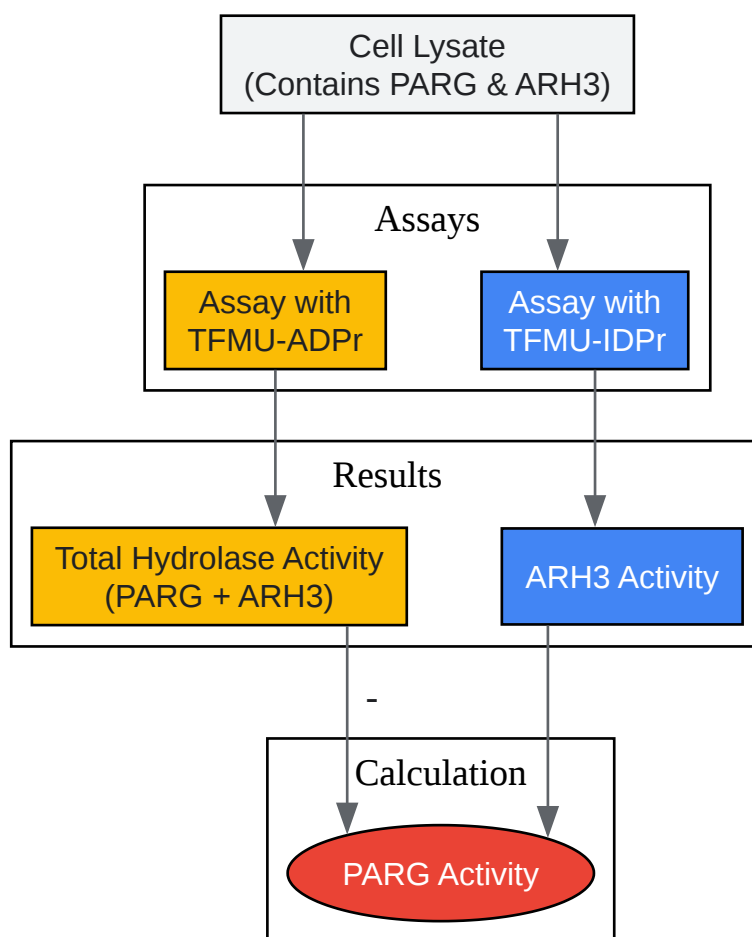 Cell Lysate
(Contains PARG & ARH3)
Assays
Assay with
TFMU-ADPr
Assay with
TFMU-IDPr
Results
Total Hydrolase Activity
(PARG + ARH3)
ARH3 Activity
-
Calculation
PARG Activity